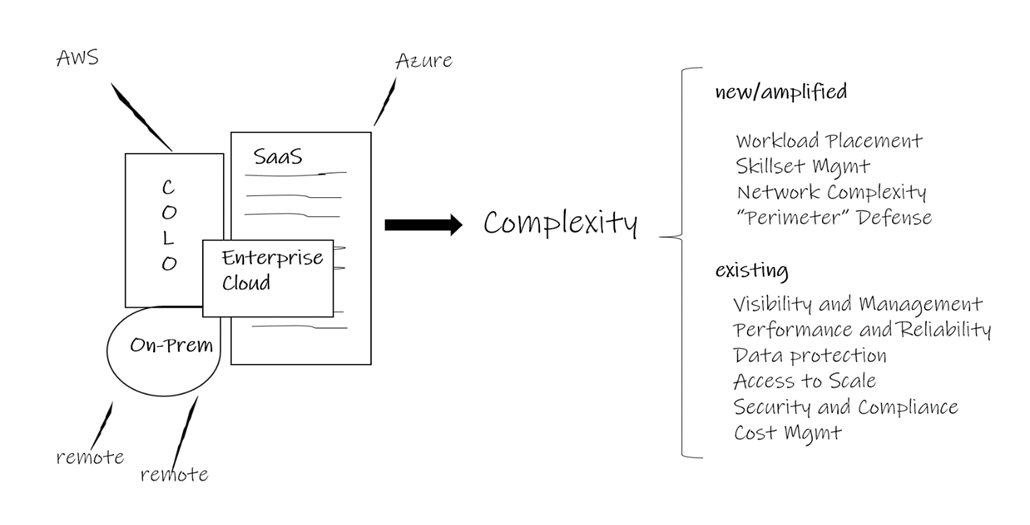 AWS
Azure
SaaS
C
O
L
O
Enterprise
Cloud
On-Prem
remote
remote
Complexity
new/amplified
Workload Placement
Skillset Mgmt
Network Complexity
“Perimeter” Defense
existing
Visibility and Management
Performance and Reliability
Data protection
Access to Scale
Security and Compliance
Cost Mgmt